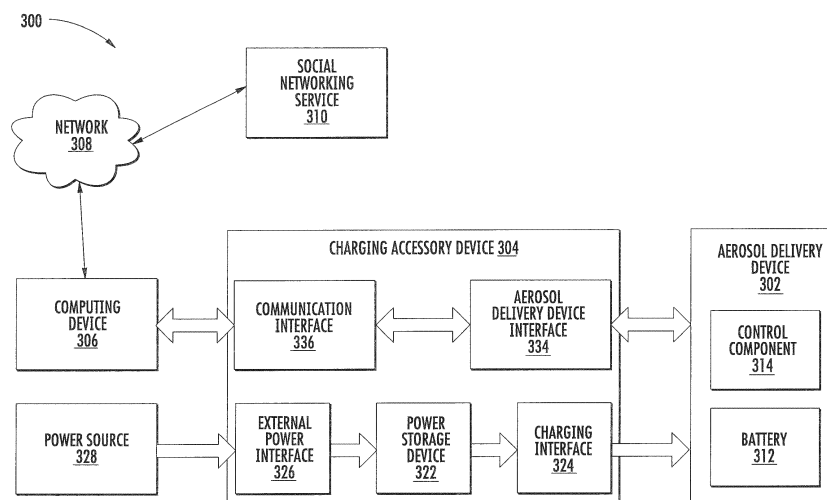 300
SOCIAL
NETWORKING
SERVICE
310
NETWORK
308
CHARGING ACCESSORY DEVICE 304
AEROSOL DELIVERY
DEVICE
302
COMPUTING
DEVICE
306
COMMUNICATION
INTERFACE
336
AEROSOL
DELIVERY DEVICE
INTERFACE
334
CONTROL
COMPONENT
314
POWER SOURCE
328
EXTERNAL
POWER
INTERFACE
326
POWER
STORAGE
DEVICE
322
CHARGING
INTERFACE
324
BATTERY
312